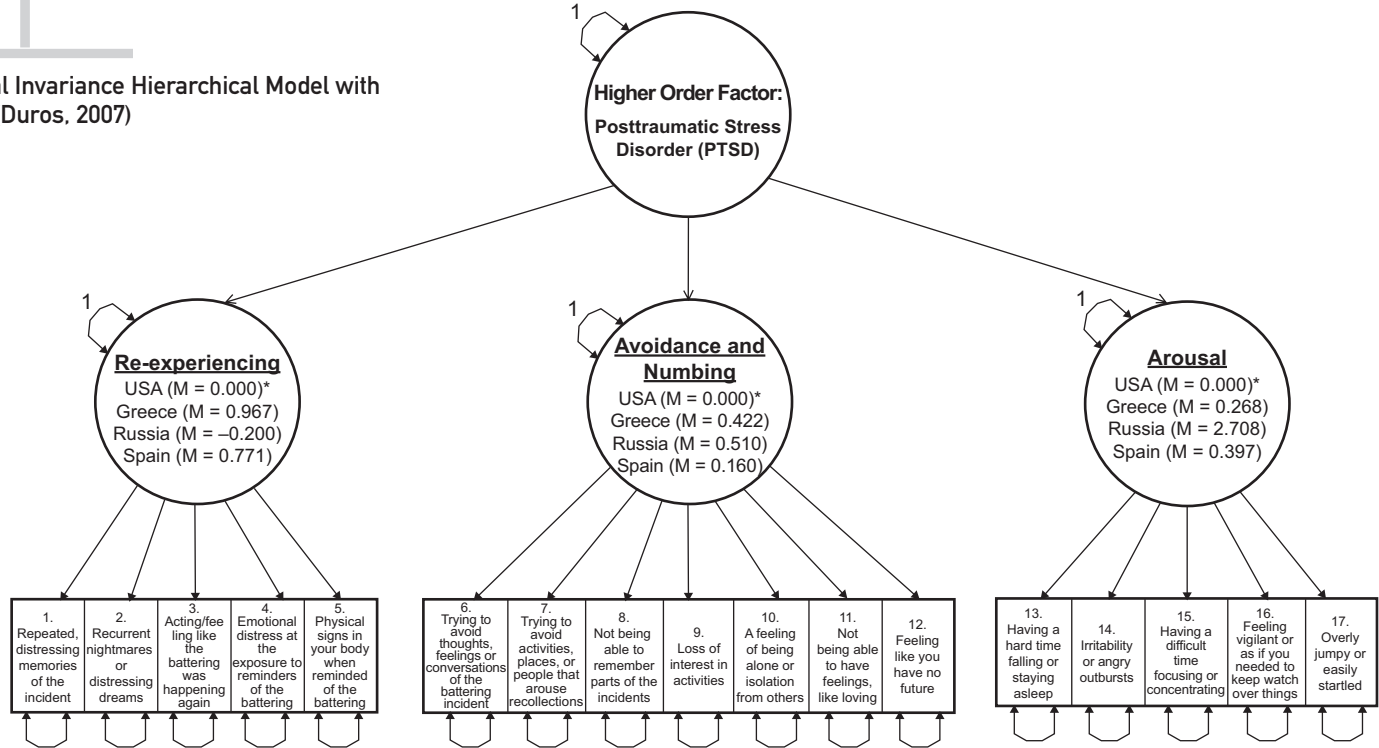 l Invariance Hierarchical Model with
Duros, 2007)
1
Higher Order Factor:
Posttraumatic Stress
Disorder (PTSD)
1
Re-experiencing
USA (M = 0.000)*
Greece (M = 0.967)
Russia (M = –0.200)
Spain (M = 0.771)
1
Avoidance and
Numbing
USA (M = 0.000)*
Greece (M = 0.422)
Russia (M = 0.510)
Spain (M = 0.160)
1
Arousal
USA (M = 0.000)*
Greece (M = 0.268)
Russia (M = 2.708)
Spain (M = 0.397)
1.
Repeated,
distressing
memories
of the
incident
2.
Recurrent
nightmares
or
distressing
dreams
3.
Acting/fee
ling like
the
battering
was
happening
again
4.
Emotional
distress at
the
exposure to
reminders
of the
battering
5.
Physical
signs in
your body
when
reminded
of the
battering
6.
Trying to
avoid
thoughts,
feelings or
conversations
of the
battering
incident
7.
Trying to
avoid
activities,
places, or
people that
arouse
recollections
8.
Not being
able to
remember
parts of the
incidents
9.
Loss of
interest in
activities
10.
A feeling
of being
alone or
isolation
from others
11.
Not
being able
to have
feelings,
like loving
12.
Feeling
like you
have no
future
13.
Having a
hard time
falling or
staying
asleep
14.
Irritability
or angry
outbursts
15.
Having a
difficult
time
focusing or
concentrating
16.
Feeling
vigilant or
as if you
needed to
keep watch
over things
17.
Overly
jumpy or
easily
startled